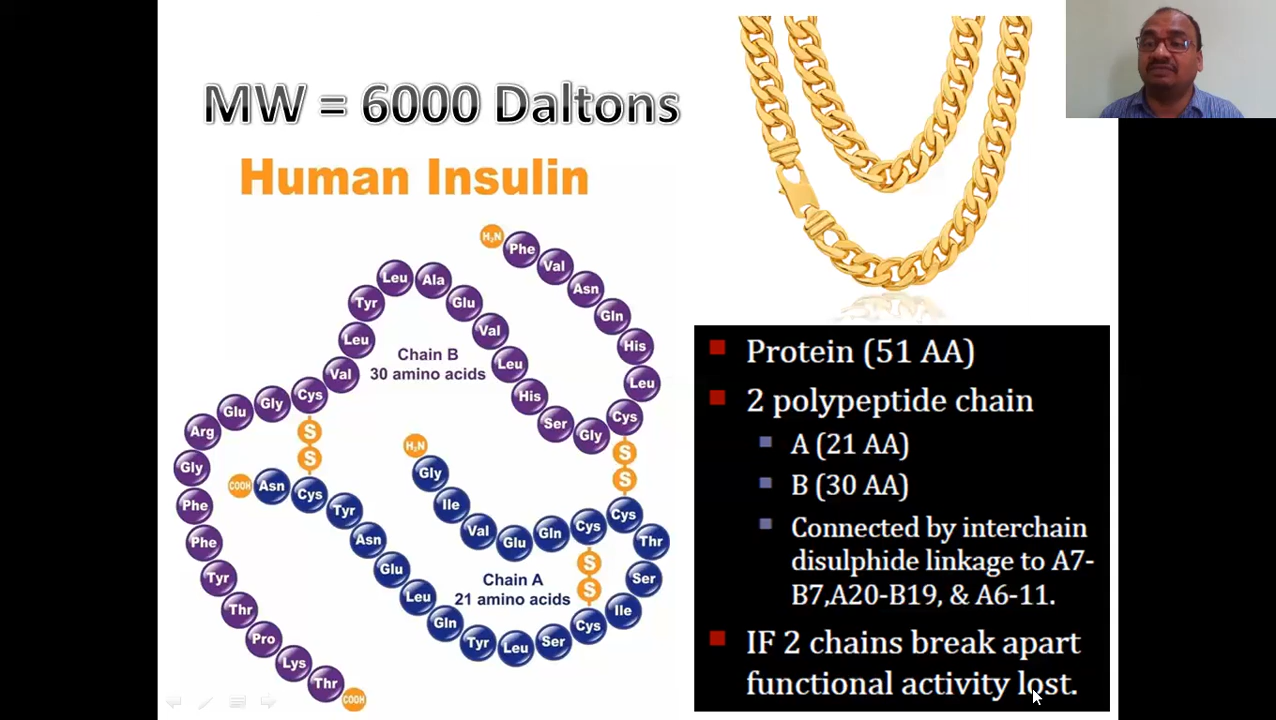 MW = 6000 Daltons
Human Insulin
H₂N
Phe
Val
Asn
Gln
His
Leu
Cys
Gly
Ser
His
Leu
Val
Glu
Ala
Leu
Tyr
Leu
Val
Cys
Gly
Glu
Arg
Gly
Phe
Phe
Tyr
Thr
Pro
Lys
Thr
COOH
Chain B
30 amino acids
S
S
S
S
H₂N
Gly
Ile
Val
Glu
Gln
Cys
Cys
Thr
Ser
Ile
Cys
Ser
Leu
Tyr
Gln
Leu
Glu
Asn
Tyr
Cys
Asn
COOH
S
S
Chain A
21 amino acids
Protein (51 AA)
2 polypeptide chain
A (21 AA)
B (30 AA)
Connected by interchain
disulphide linkage to A7-
B7,A20-B19, & A6-11.
IF 2 chains break apart
functional activity lost.